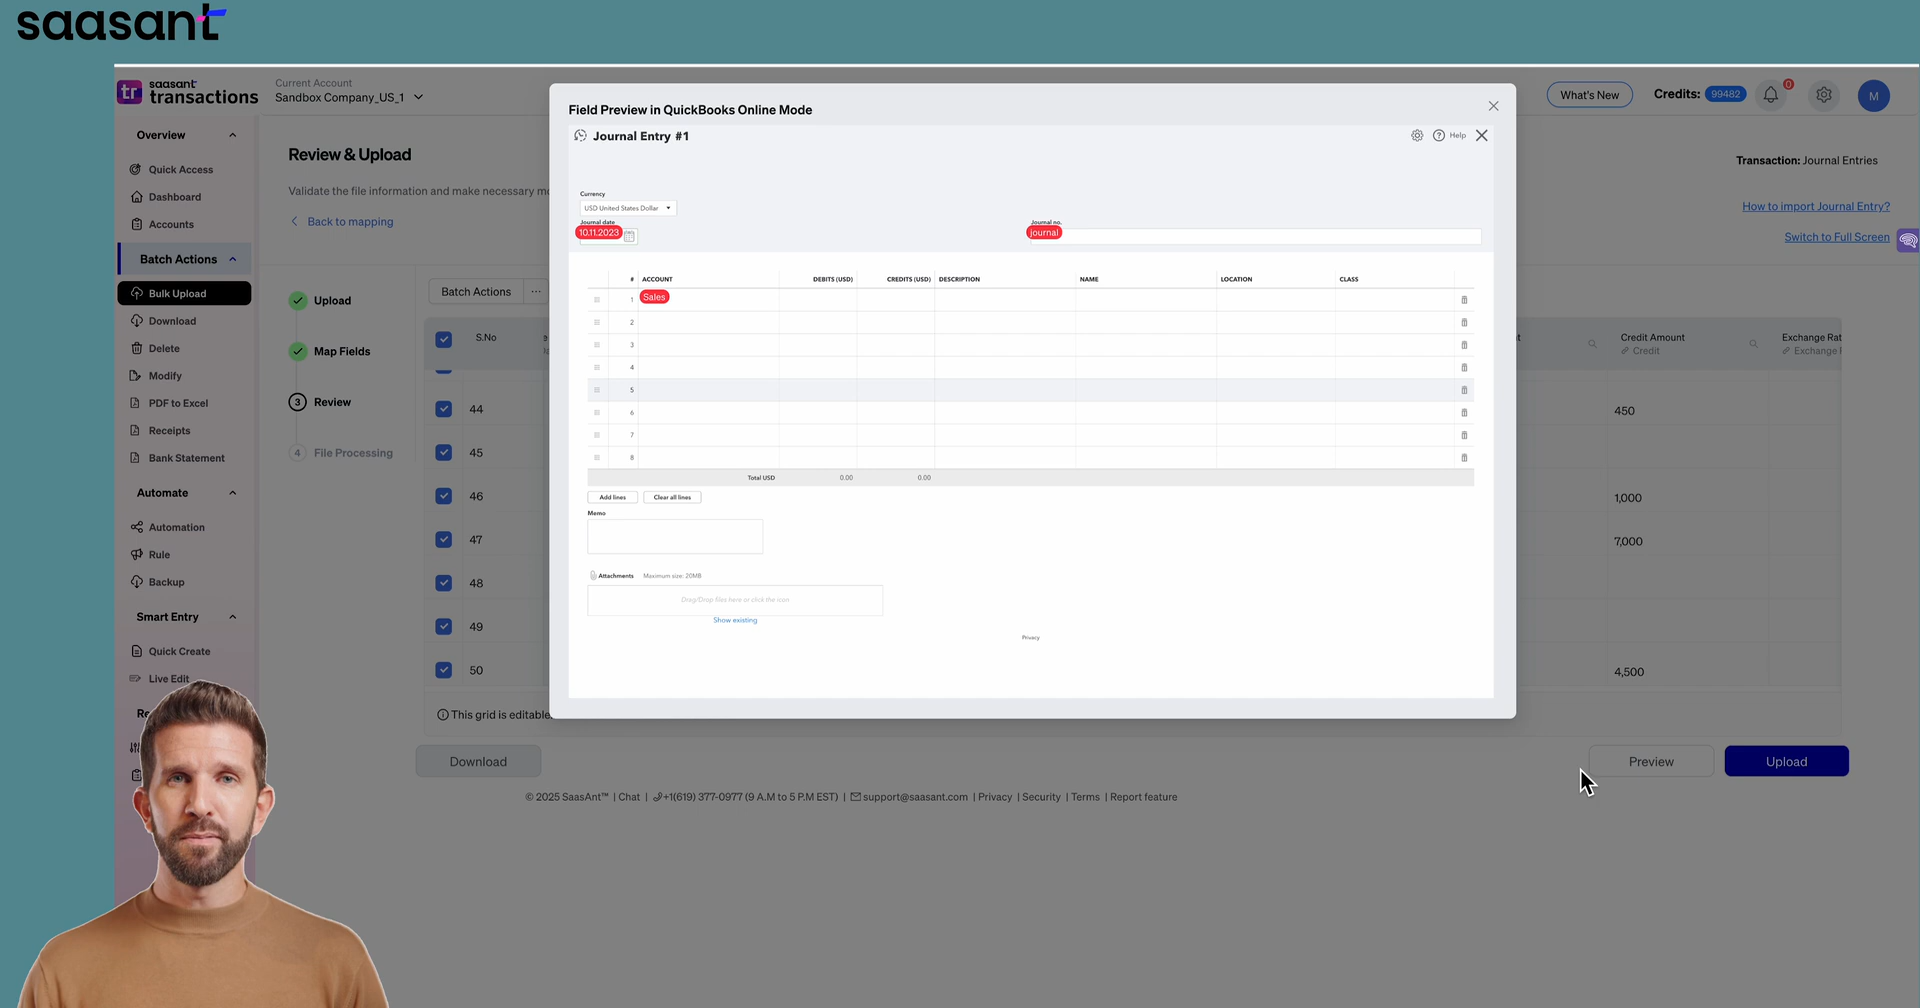 saasant
saasant
transactions
Current Account
Sandbox Company_US_1
What's New
Credits: 99482
0
M
Overview
Quick Access
Dashboard
Accounts
Batch Actions
Bulk Upload
Download
Delete
Modify
PDF to Excel
Receipts
Bank Statement
Automate
Automation
Rule
Backup
Smart Entry
Quick Create
Live Edit
Review & Upload
Validate the file information and make necessary
Back to mapping
Upload
Map Fields
3 Review
4 File Processing
Transaction: Journal Entries
How to import Journal Entry?
Switch to Full Screen
Batch Actions ...
S.No
Credit Amount
Credit
Exchange Rat
Exchange
44 450
45
46 1,000
47 7,000
48
49
50 4,500
This grid is editable.
Field Preview in QuickBooks Online Mode
Journal Entry #1
Help
Currency
USD United States Dollar
Journal date
10.11.2023
Journal no.
journal
# ACCOUNT DEBITS (USD) CREDITS (USD) DESCRIPTION NAME LOCATION CLASS
1 Sales
2
3
4
5
6
7
8
Total USD 0.00 0.00
Add lines Clear all lines
Memo
Attachments Maximum size: 20MB
Drag/Drop files here or click the icon
Show existing
Privacy
Download
Preview
Upload
© 2025 SaasAnt™ | Chat | +1(619) 377-0977 (9 A.M to 5 P.M EST) | support@saasant.com | Privacy | Security | Terms | Report feature